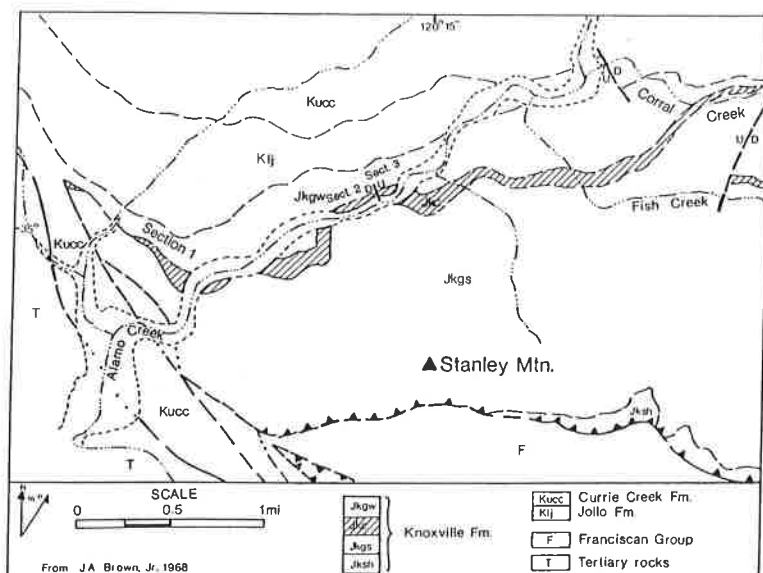 120°15'
Kucc
U D
Corral
Creek
Klj
Sect. 3
U/D
Jkgw
Sect. 2
D U
Jkc
Fish Creek
Section 1
35°
Kucc
Jkgs
T
Alamo Creek
Stanley Mtn.
Kucc
Jksh
F
T
SCALE
0 0.5 1mi
Jkgw
Jkc
Jkgs
Jksh
Knoxville Fm.
Kucc Currie Creek Fm.
Klj Jollo Fm.
F Franciscan Group
T Tertiary rocks
From J.A. Brown, Jr., 1968